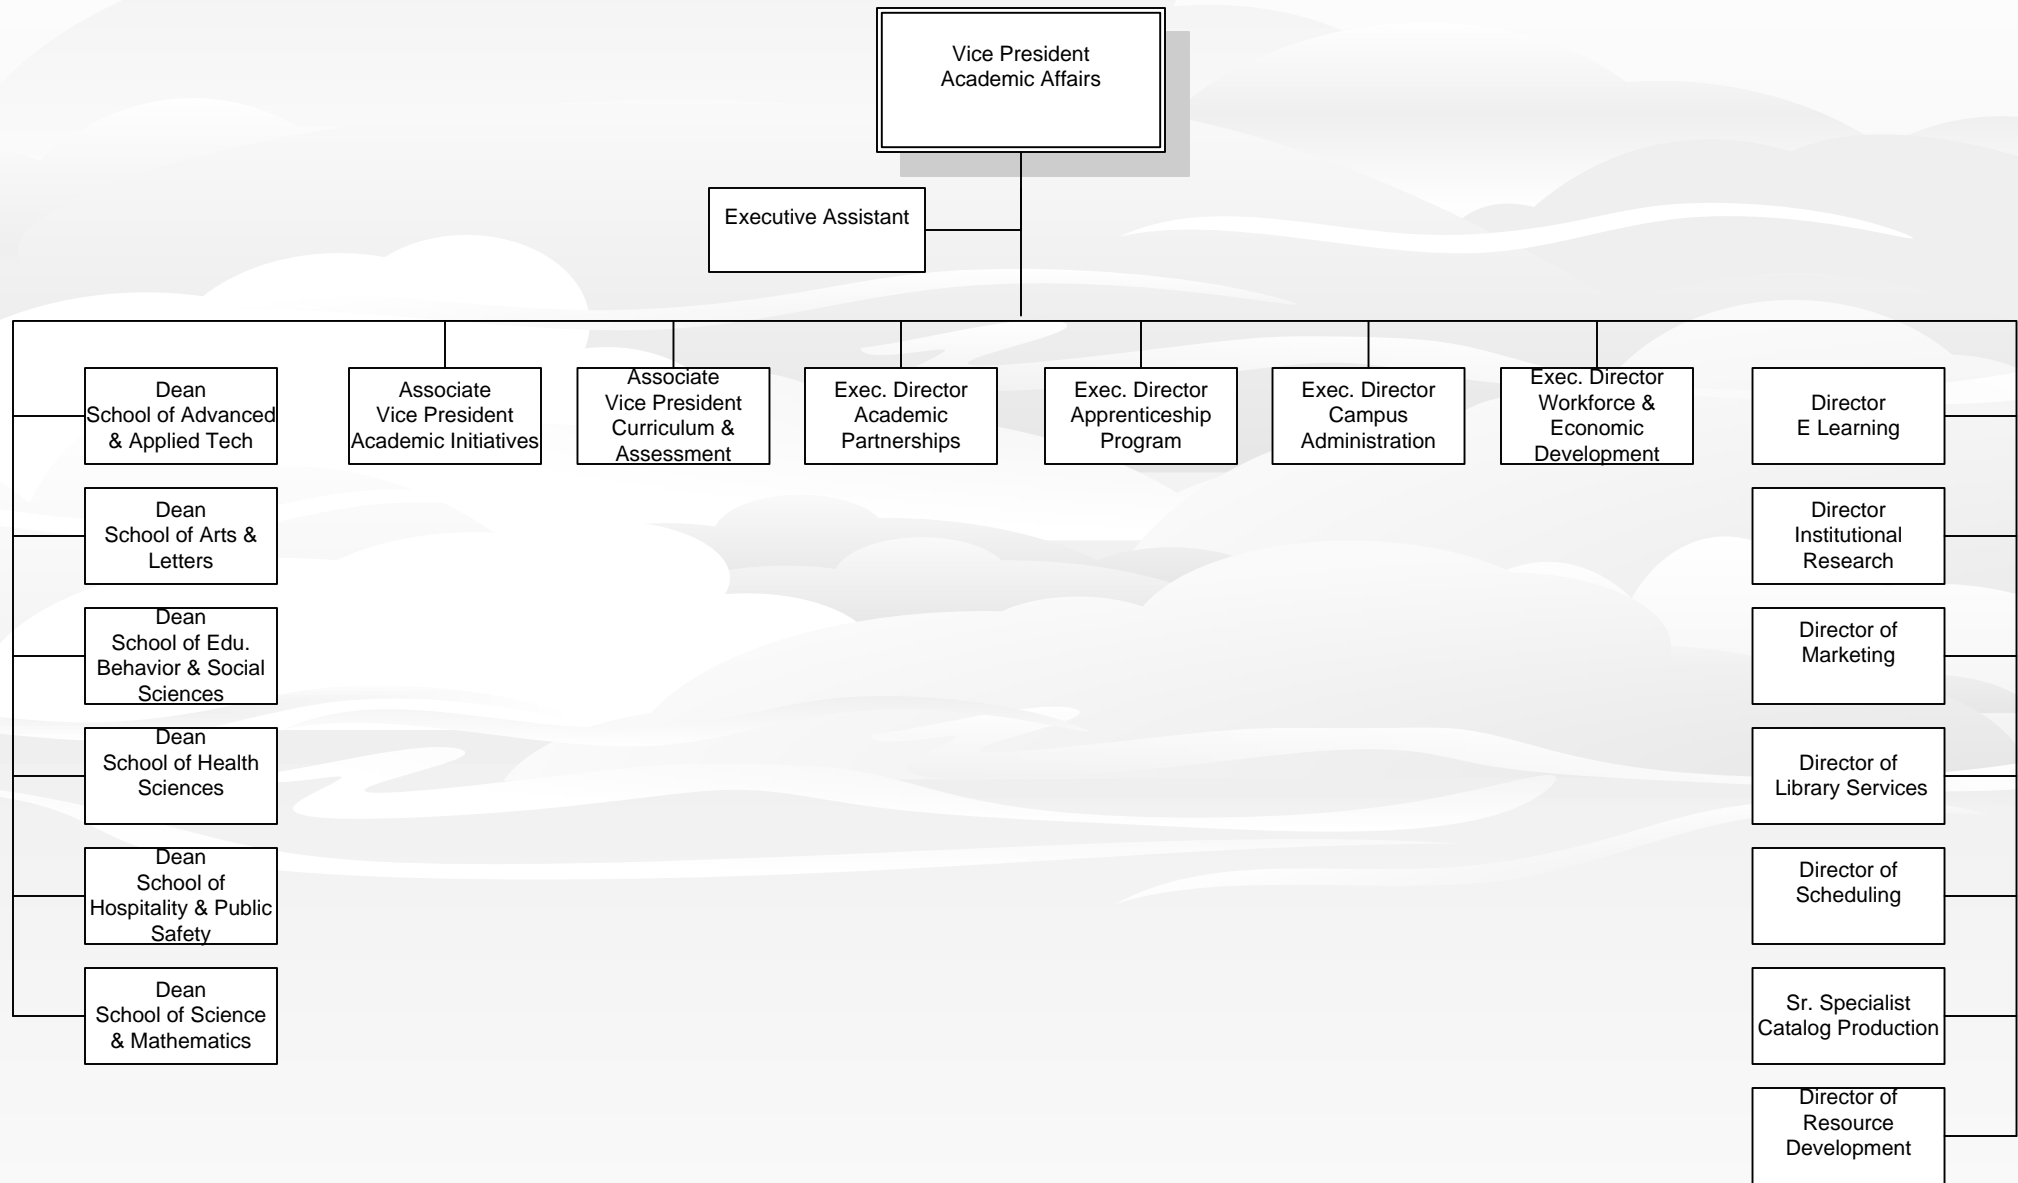 Vice President
Academic Affairs
Executive Assistant
Dean
School of Advanced
& Applied Tech
Associate
Vice President
Academic Initiatives
Associate
Vice President
Curriculum &
Assessment
Exec. Director
Academic
Partnerships
Exec. Director
Apprenticeship
Program
Exec. Director
Campus
Administration
Exec. Director
Workforce &
Economic
Development
Director
E Learning
Dean
School of Arts &
Letters
Director
Institutional
Research
Dean
School of Edu.
Behavior & Social
Sciences
Director of
Marketing
Dean
School of Health
Sciences
Director of
Library Services
Dean
School of
Hospitality & Public
Safety
Director of
Scheduling
Dean
School of Science
& Mathematics
Sr. Specialist
Catalog Production
Director of
Resource
Development